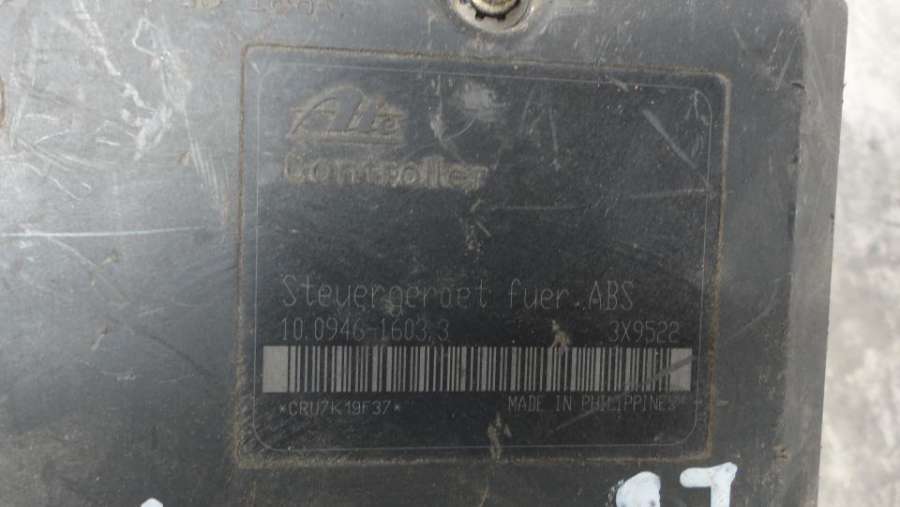 Ate
Controller
Steuergeraet fuer ABS
10.0946-1603.3 3X9522
*CRU7K19F37* MADE IN PHILIPPINES